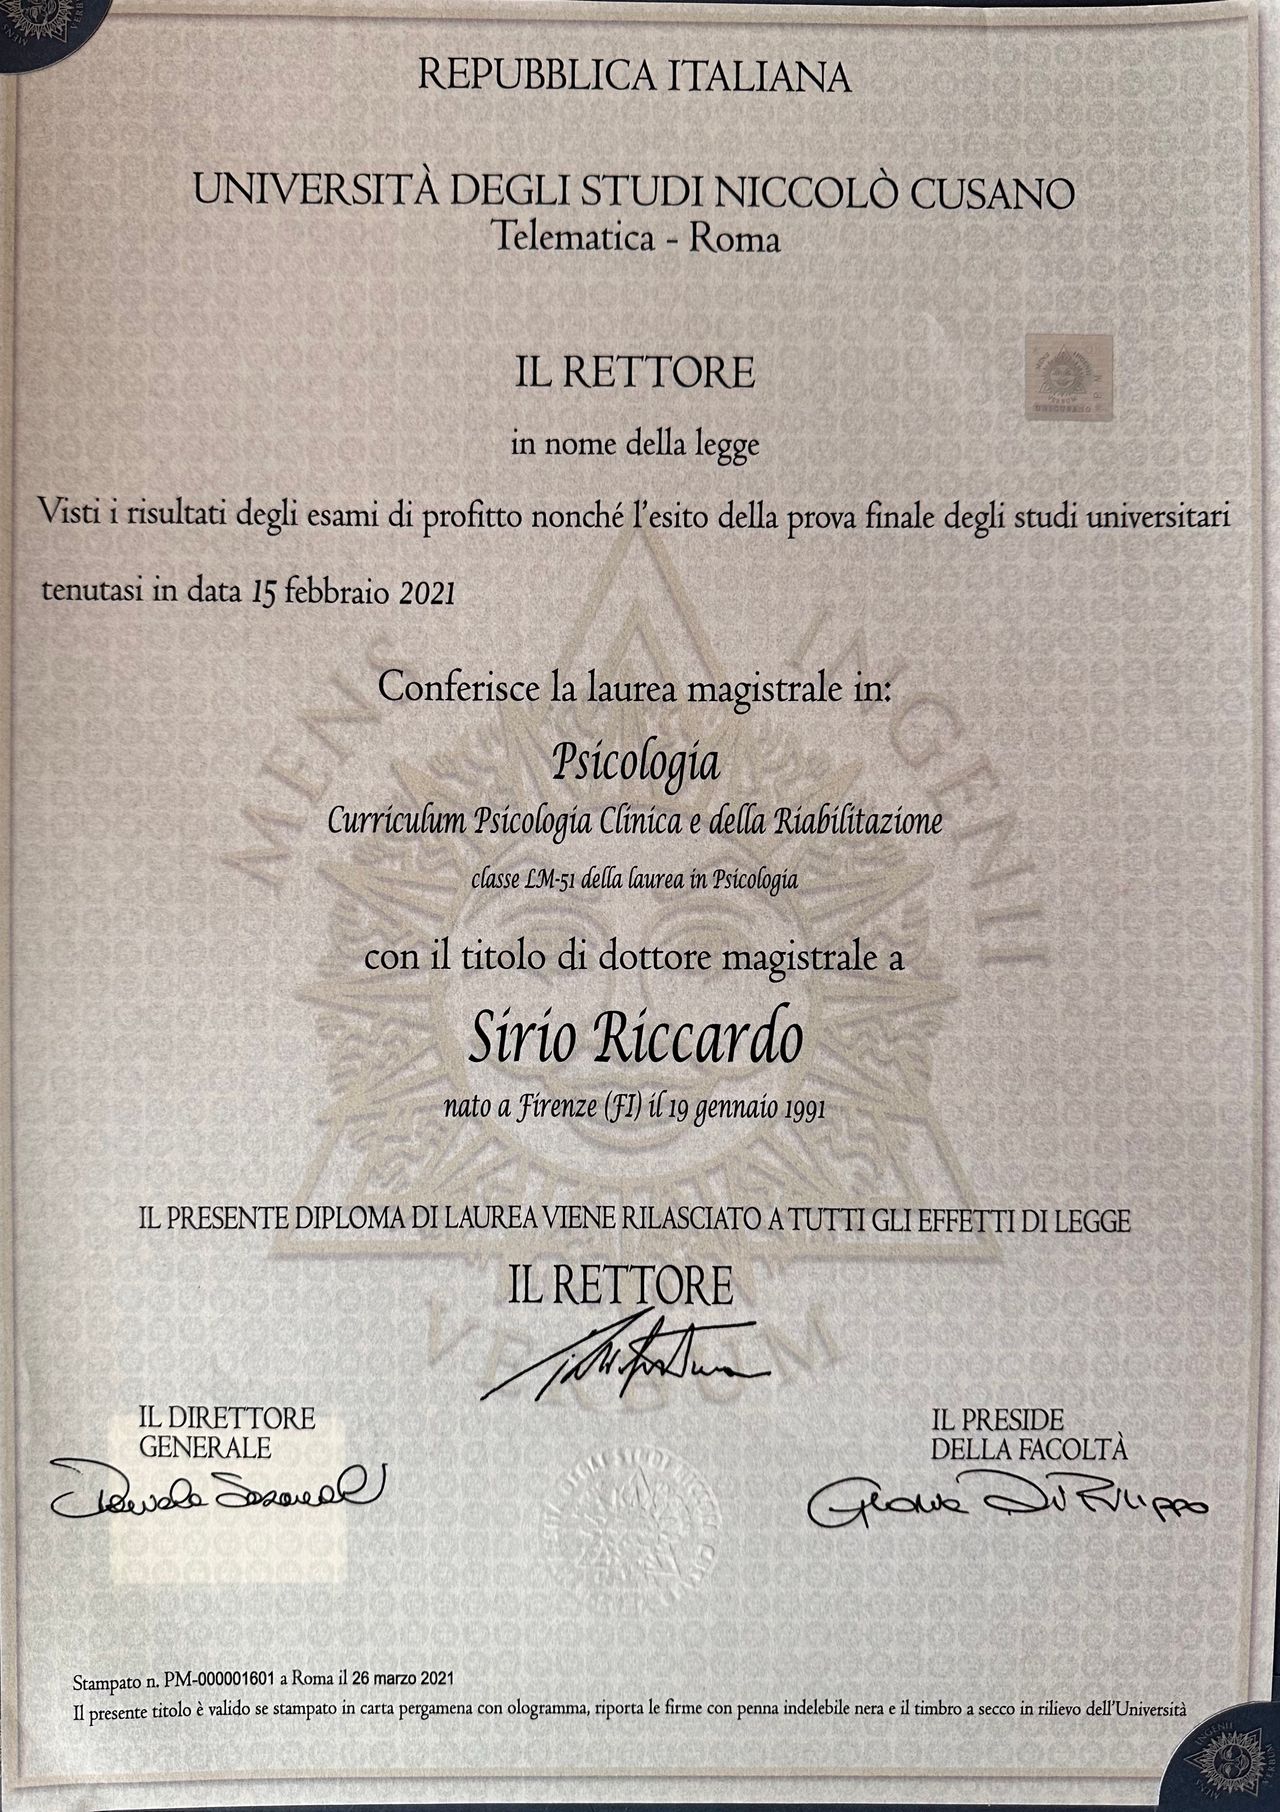 REPUBBLICA ITALIANA
UNIVERSITÀ DEGLI STUDI NICCOLÒ CUSANO
Telematica - Roma
IL RETTORE
in nome della legge
Visti i risultati degli esami di profitto nonché l'esito della prova finale degli studi universitari
tenutasi in data 15 febbraio 2021
Conferisce la laurea magistrale in:
Psicologia
Curriculum Psicologia Clinica e della Riabilitazione
classe LM-51 della laurea in Psicologia
con il titolo di dottore magistrale a
Sirio Riccardo
nato a Firenze (FI) il 19 gennaio 1991
IL PRESENTE DIPLOMA DI LAUREA VIENE RILASCIATO A TUTTI GLI EFFETTI DI LEGGE
IL RETTORE
MENS INGENII VERBUM
IL DIRETTORE
GENERALE
IL PRESIDE
DELLA FACOLTÀ
Di Filippo
Stampato n. PM-000001601 a Roma il 26 marzo 2021
Il presente titolo è valido se stampato in carta pergamena con ologramma, riporta le firme con penna indelebile nera e il timbro a secco in rilievo dell'Università